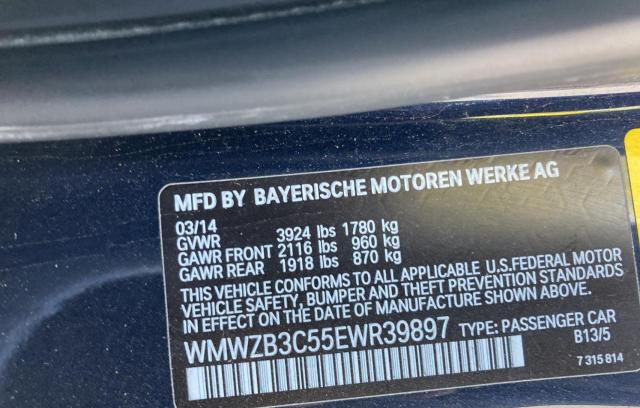 MFD BY BAYERISCHE MOTOREN WERKE AG
03/14
GVWR 3924 lbs 1780 kg
GAWR FRONT 2116 lbs 960 kg
GAWR REAR 1918 lbs 870 kg
THIS VEHICLE CONFORMS TO ALL APPLICABLE U.S.FEDERAL MOTOR
VEHICLE SAFETY, BUMPER, AND THEFT PREVENTION STANDARDS
IN EFFECT ON THE DATE OF MANUFACTURE SHOWN ABOVE.
WMWZB3C55EWR39897 TYPE: PASSENGER CAR
B13/5
7 315 814